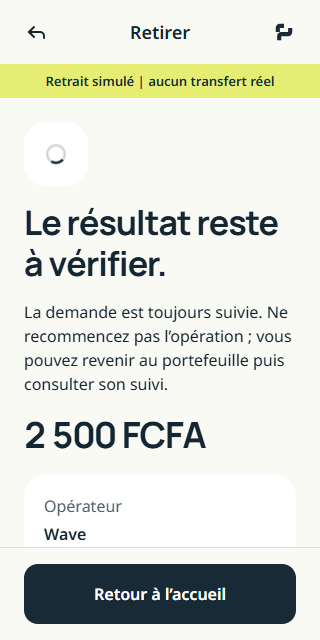 Retirer
Retrait simulé | aucun transfert réel
Le résultat reste
à vérifier.
La demande est toujours suivie. Ne
recommencez pas l’opération ; vous
pouvez revenir au portefeuille puis
consulter son suivi.
2 500 FCFA
Opérateur
Wave
Retour à l’accueil